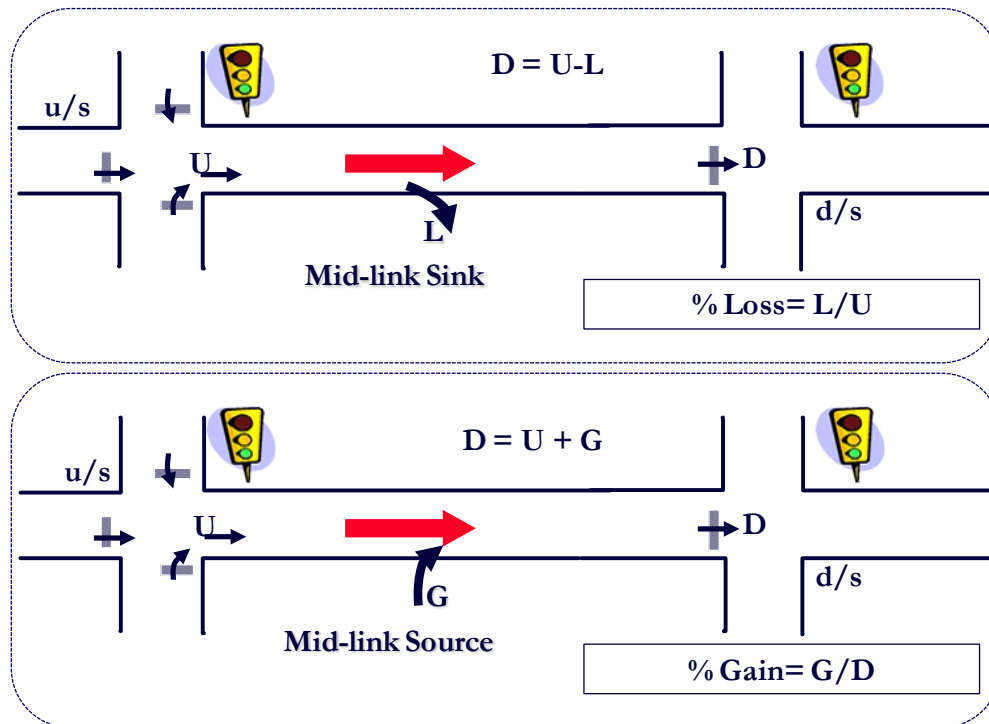 D = U-L
u/s
U
D
L
d/s
Mid-link Sink
% Loss= L/U
D = U + G
u/s
U
D
G
d/s
Mid-link Source
% Gain= G/D